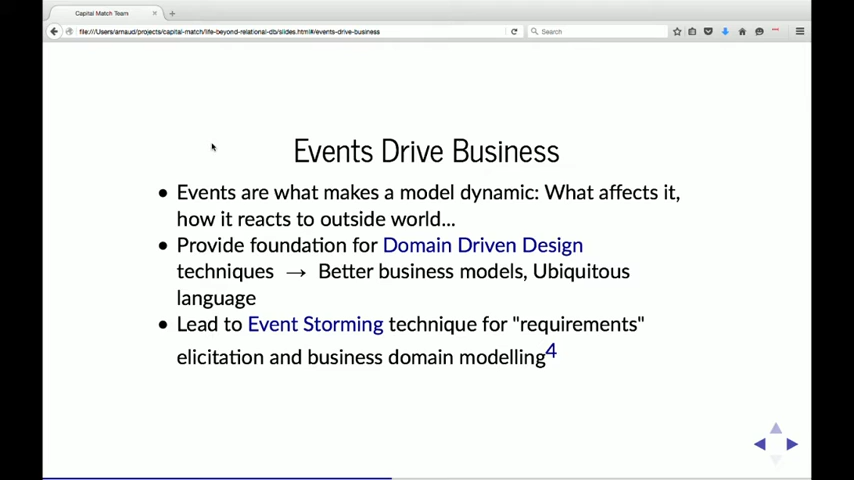 Capital Match Team
file:///Users/arnaud/projects/capital-match/life-beyond-relational-db/slides.html#/events-drive-business
Search
Events Drive Business
• Events are what makes a model dynamic: What affects it,
how it reacts to outside world...
• Provide foundation for Domain Driven Design
techniques → Better business models, Ubiquitous
language
• Lead to Event Storming technique for "requirements"
elicitation and business domain modelling4